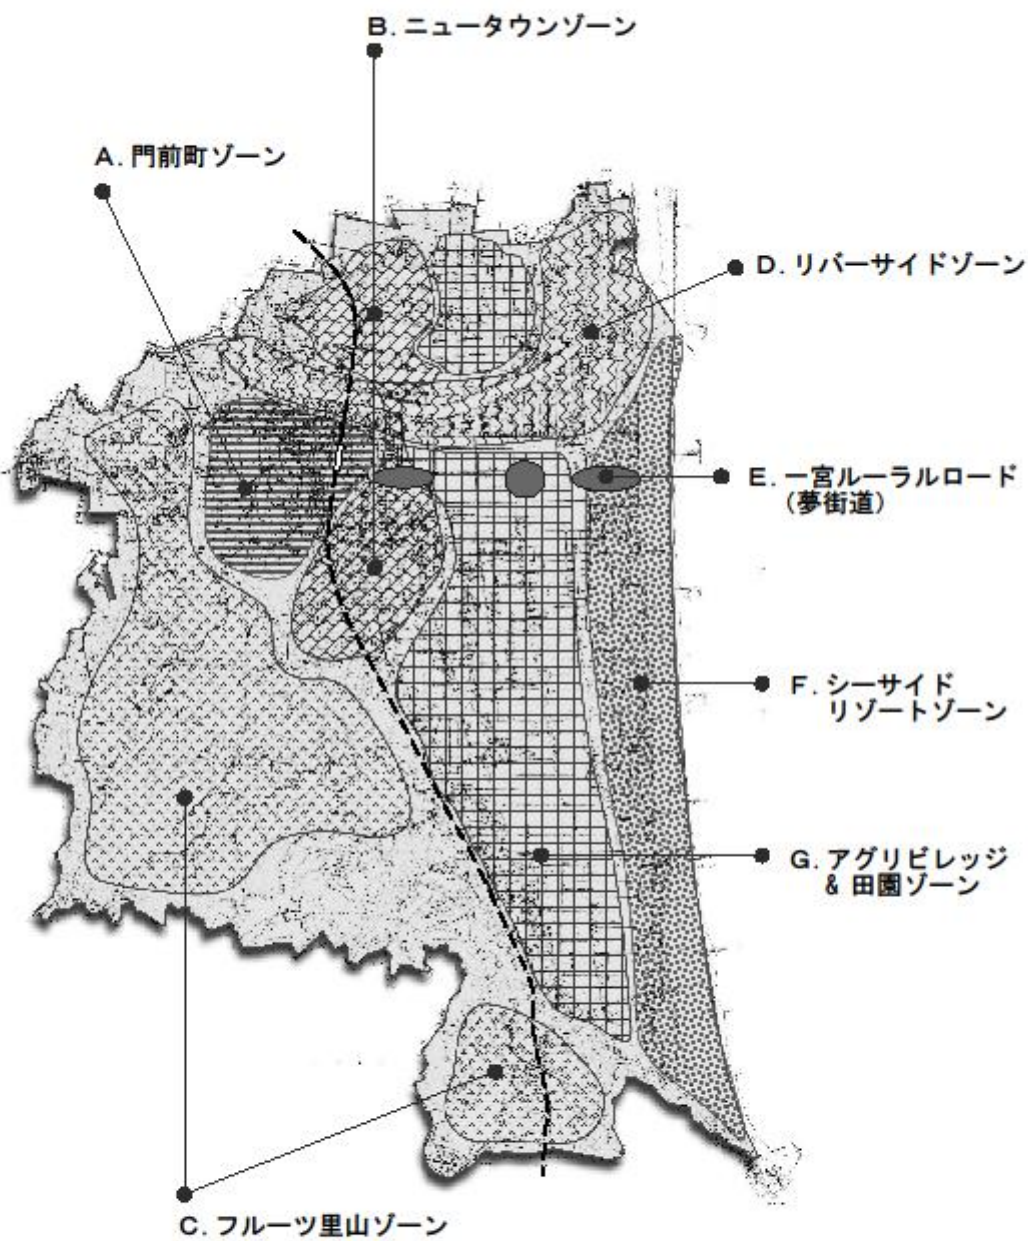 B. ニュータウンゾーン
A. 門前町ゾーン
D. リバーサイドゾーン
E. 一宮ルーラルロード
(夢街道)
F. シーサイド
リゾートゾーン
G. アグリビレッジ
& 田園ゾーン
C. フルーツ里山ゾーン